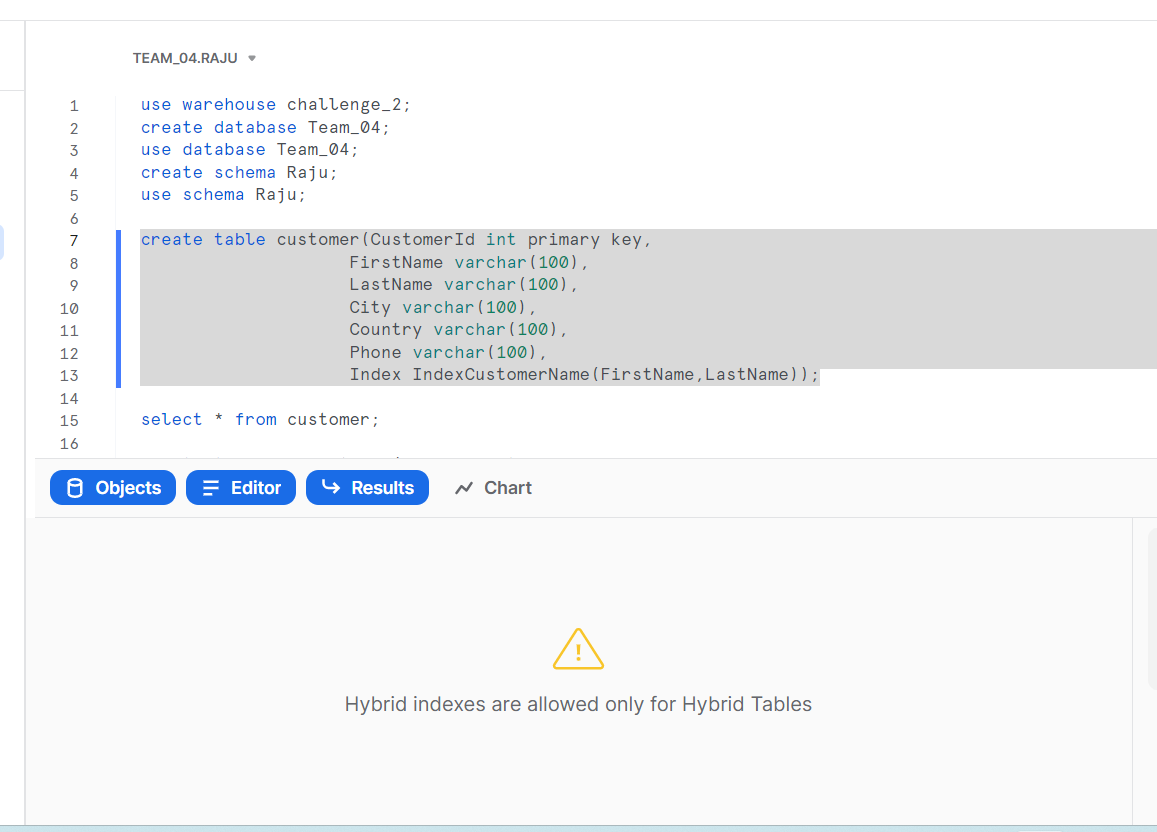 TEAM_04.RAJU
1 use warehouse challenge_2;
2 create database Team_04;
3 use database Team_04;
4 create schema Raju;
5 use schema Raju;
6
7 create table customer(CustomerId int primary key,
8 FirstName varchar(100),
9 LastName varchar(100),
10 City varchar(100),
11 Country varchar(100),
12 Phone varchar(100),
13 Index IndexCustomerName(FirstName,LastName));
14
15 select * from customer;
16
Objects Editor Results Chart
Hybrid indexes are allowed only for Hybrid Tables